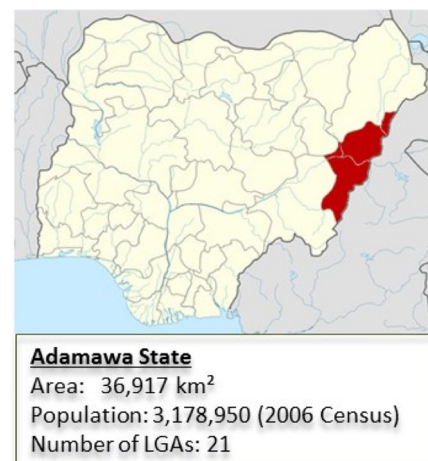 Adamawa State
Area: 36,917 km²
Population: 3,178,950 (2006 Census)
Number of LGAs: 21